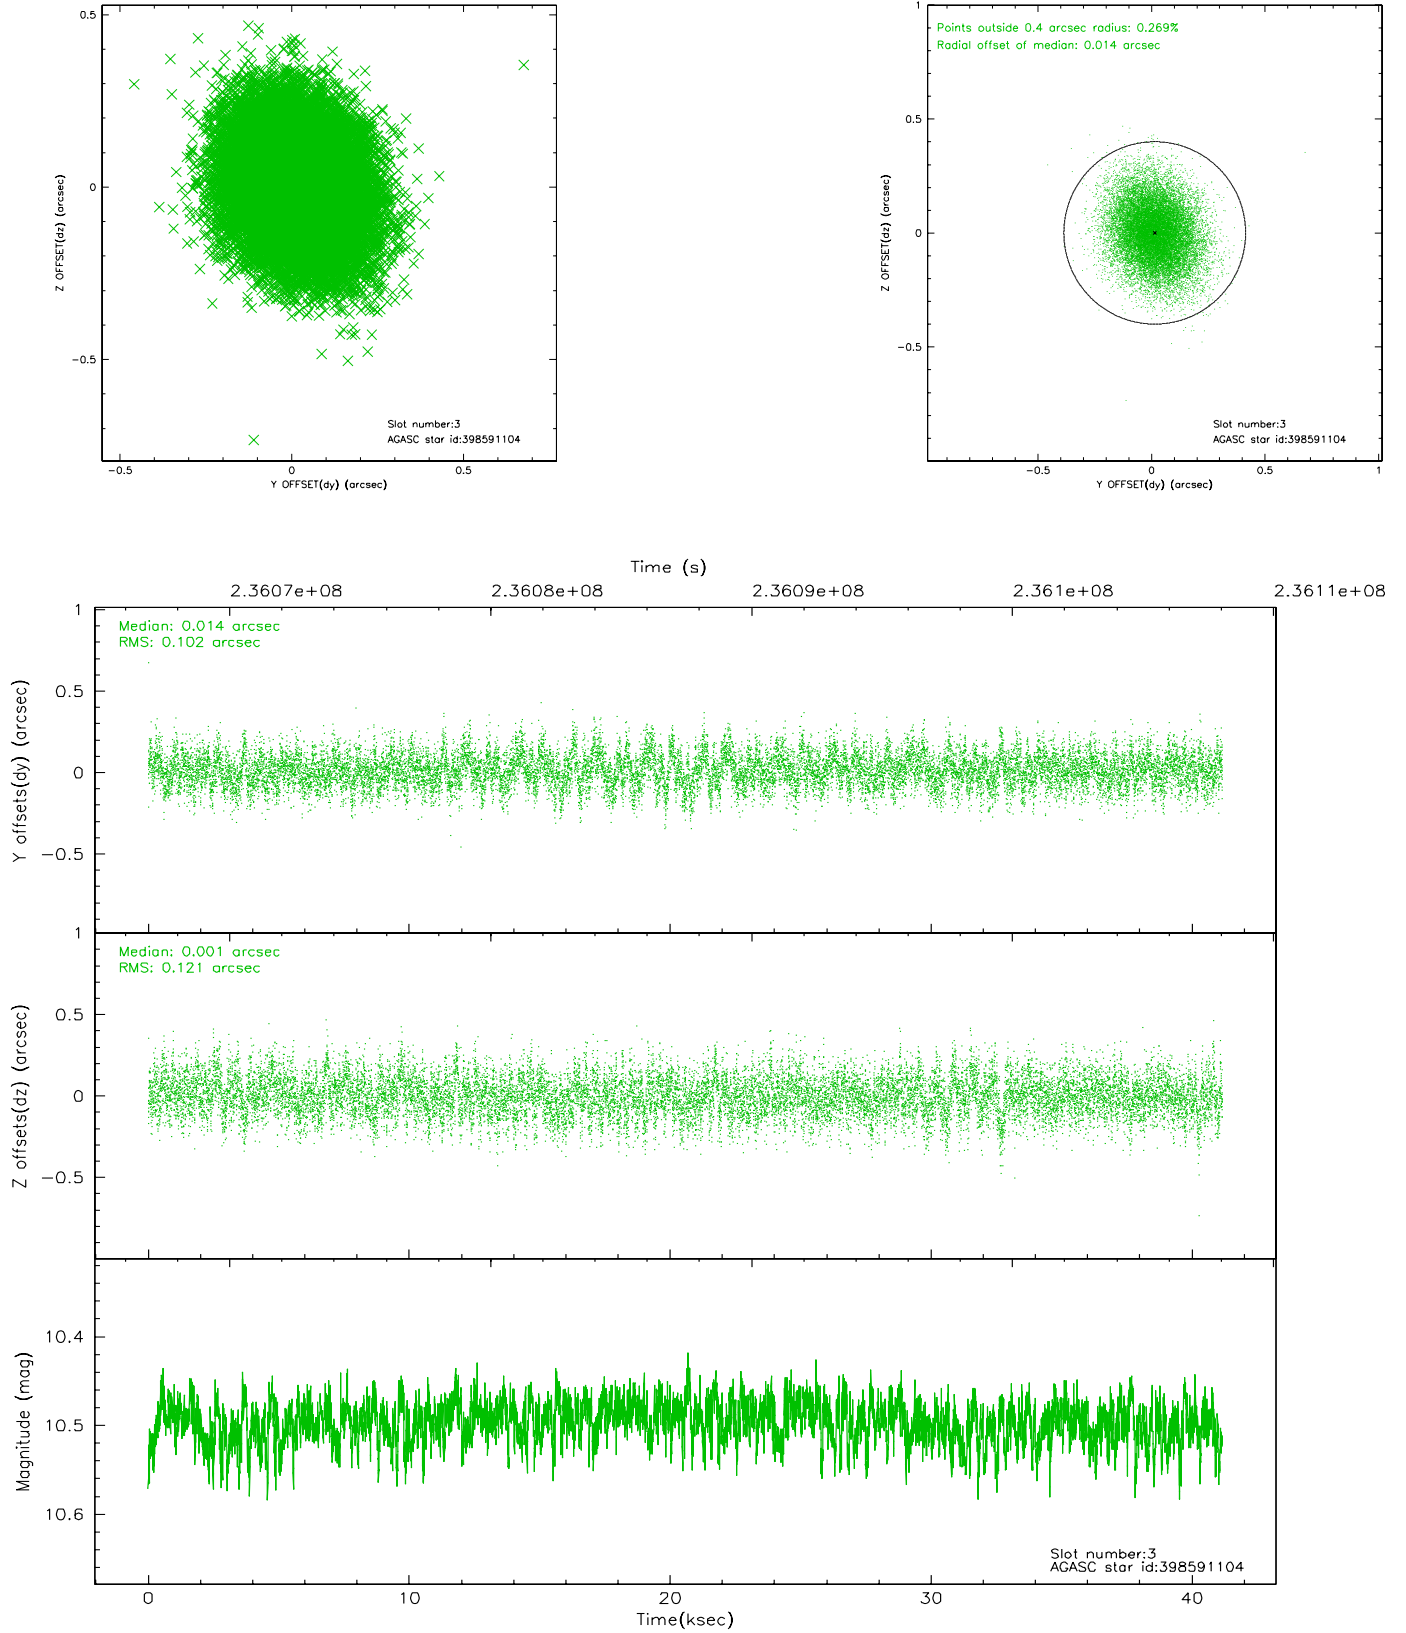 0.5
0
−0.5
Z OFFSET(dz) (arcsec)
Slot number:3
AGASC star id:398591104
−0.5
0
0.5
Y OFFSET(dy) (arcsec)
1
0.5
0
−0.5
Z OFFSET(dz) (arcsec)
Points outside 0.4 arcsec radius: 0.269%
Radial offset of median: 0.014 arcsec
Slot number:3
AGASC star id:398591104
−0.5
0
0.5
1
Y OFFSET(dy) (arcsec)
Time (s)
2.3607e+08
2.3608e+08
2.3609e+08
2.361e+08
2.3611e+08
1
0.5
0
−0.5
Y offsets(dy) (arcsec)
Median: 0.014 arcsec
RMS: 0.102 arcsec
1
0.5
0
−0.5
Z offsets(dz) (arcsec)
Median: 0.001 arcsec
RMS: 0.121 arcsec
10.4
10.5
10.6
Magnitude (mag)
Slot number:3
AGASC star id:398591104
0
10
20
30
40
Time(ksec)